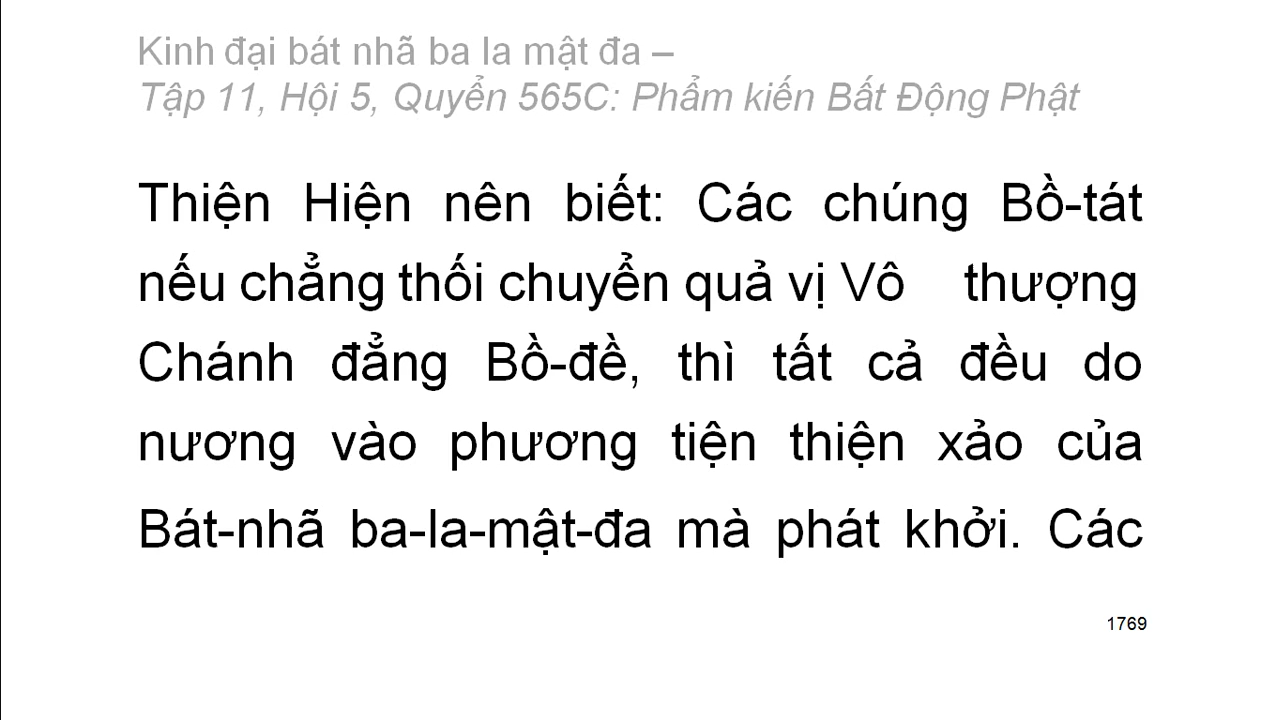 Kinh đại bát nhã ba la mật đa –
Tập 11, Hội 5, Quyển 565C: Phẩm kiến Bất Động Phật
Thiện Hiện nên biết: Các chúng Bồ-tát
nếu chẳng thối chuyển quả vị Vô thượng
Chánh đẳng Bồ-đề, thì tất cả đều do
nương vào phương tiện thiện xảo của
Bát-nhã ba-la-mật-đa mà phát khởi. Các
1769